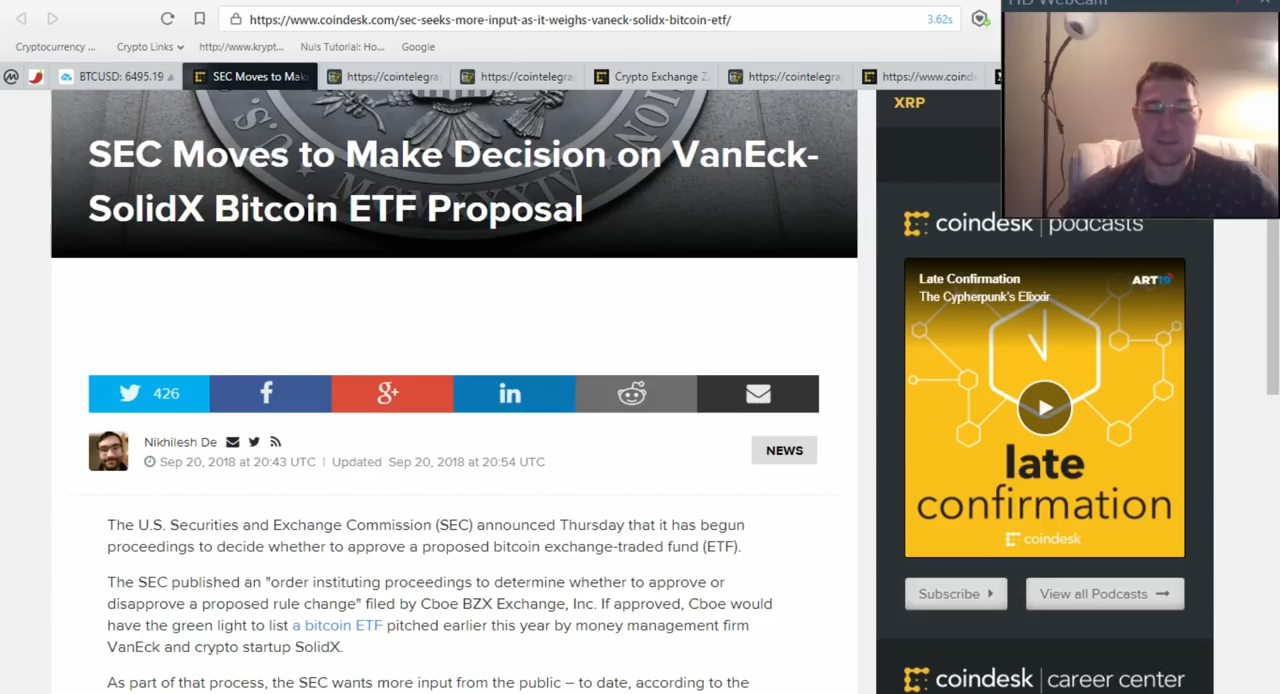 https://www.coindesk.com/sec-seeks-more-input-as-it-weighs-vaneck-solidx-bitcoin-etf/
3.62s
HD WebCam
Cryptocurrency ...
Crypto Links
http://www.krypt...
Nuls Tutorial: Ho...
Google
BTCUSD: 6495.19
SEC Moves to Mak
https://cointelegra
https://cointelegra
Crypto Exchange Z
https://cointelegra
https://www.coind
SEC Moves to Make Decision on VanEck-
SolidX Bitcoin ETF Proposal
U.S.
MCMXXXIV
XRP
coindesk | podcasts
Late Confirmation
The Cypherpunk's Elixxir
ART19
late
confirmation
coindesk
Subscribe
View all Podcasts
coindesk | career center
426
f
g+
in
Nikhilesh De
Sep 20, 2018 at 20:43 UTC | Updated Sep 20, 2018 at 20:54 UTC
NEWS
The U.S. Securities and Exchange Commission (SEC) announced Thursday that it has begun
proceedings to decide whether to approve a proposed bitcoin exchange-traded fund (ETF).
The SEC published an "order instituting proceedings to determine whether to approve or
disapprove a proposed rule change" filed by Cboe BZX Exchange, Inc. If approved, Cboe would
have the green light to list a bitcoin ETF pitched earlier this year by money management firm
VanEck and crypto startup SolidX.
As part of that process, the SEC wants more input from the public – to date, according to the